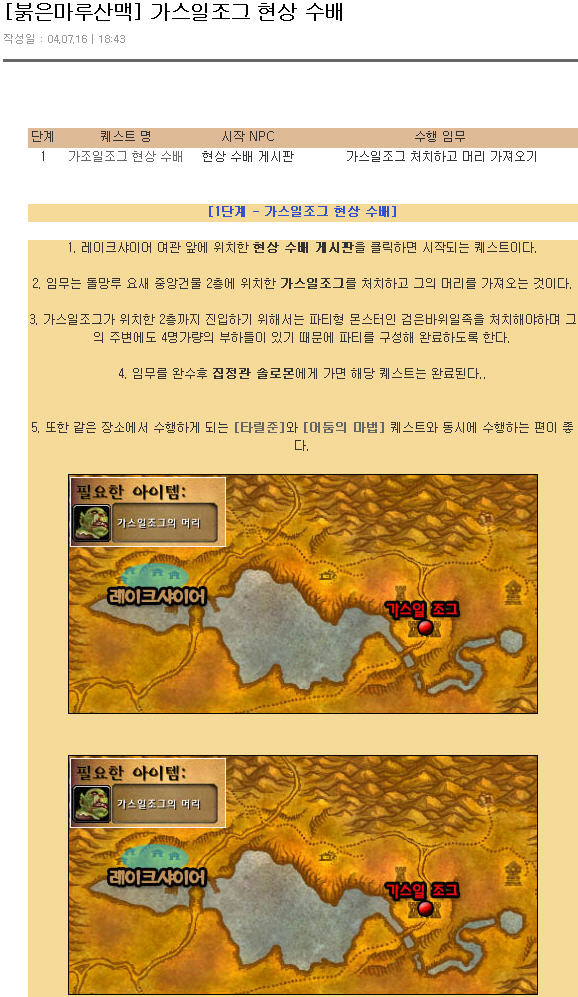 [붉은마루산맥] 가스일조그 현상 수배
작성일 : 04.07.16 | 18:43
단계 퀘스트 명 시작 NPC 수행 임무
1 가조일조그 현상 수배 현상 수배 게시판 가스일조그 처치하고 머리 가져오기
[1단계 - 가스일조그 현상 수배]
1. 레이크샤이어 여관 앞에 위치한 현상 수배 게시판을 클릭하면 시작되는 퀘스트이다.
2. 임무는 돌망루 요새 중앙건물 2층에 위치한 가스일조그를 처치하고 그의 머리를 가져오는 것이다.
3. 가스일조그가 위치한 2층까지 진입하기 위해서는 파티형 몬스터인 검은바위일족을 처치해야하며 그
의 주변에도 4명가량의 부하들이 있기 때문에 파티를 구성해 완료하도록 한다.
4. 임무를 완수후 집정관 솔로몬에게 가면 해당 퀘스트는 완료된다..
5. 또한 같은 장소에서 수행하게 되는 [타릴준]와 [어둠의 마법] 퀘스트와 동시에 수행하는 편이 좋
다.
필요한 아이템:
가스일조그의 머리
레이크샤이어
가스일 조그
필요한 아이템:
가스일조그의 머리
레이크샤이어
가스일 조그